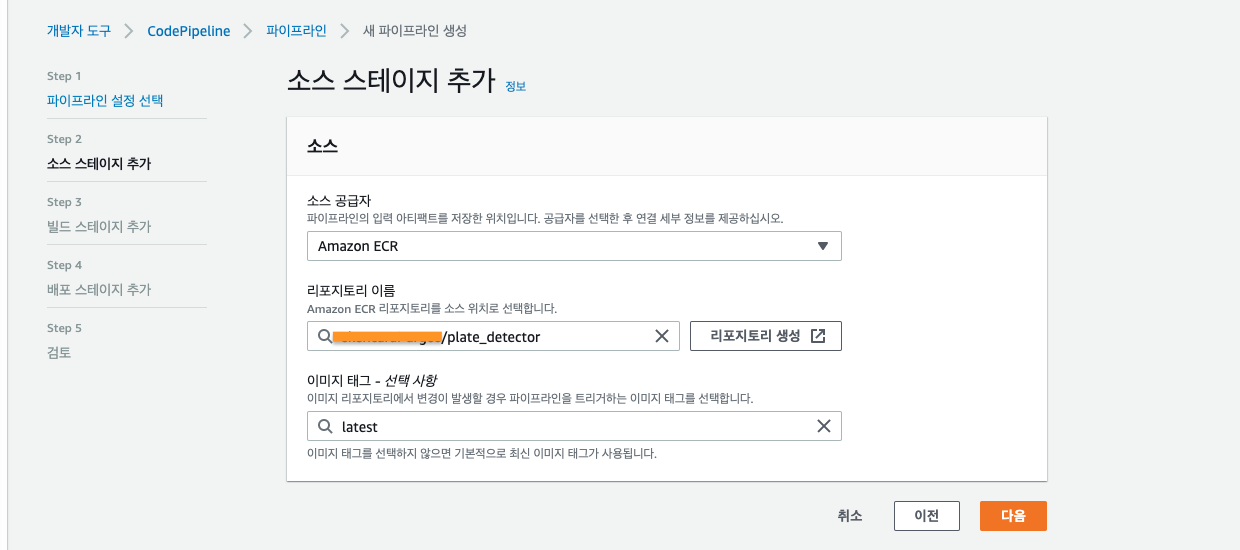 개발자 도구 CodePipeline 파이프라인 새 파이프라인 생성
Step 1
파이프라인 설정 선택
Step 2
소스 스테이지 추가
Step 3
빌드 스테이지 추가
Step 4
배포 스테이지 추가
Step 5
검토
소스 스테이지 추가 정보
소스
소스 공급자
파이프라인의 입력 아티팩트를 저장한 위치입니다. 공급자를 선택한 후 연결 세부 정보를 제공하십시오.
Amazon ECR
리포지토리 이름
Amazon ECR 리포지토리를 소스 위치로 선택합니다.
/plate_detector
리포지토리 생성
이미지 태그 - 선택 사항
이미지 리포지토리에서 변경이 발생할 경우 파이프라인을 트리거하는 이미지 태그를 선택합니다.
latest
이미지 태그를 선택하지 않으면 기본적으로 최신 이미지 태그가 사용됩니다.
취소 이전 다음